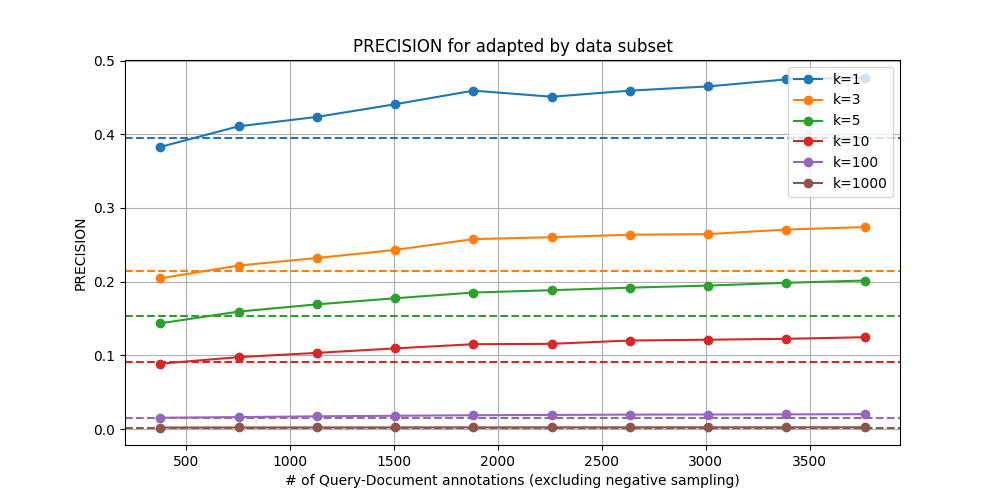 PRECISION for adapted by data subset
k=1
k=3
k=5
k=10
k=100
k=1000
PRECISION
0.5
0.4
0.3
0.2
0.1
0.0
500
1000
1500
2000
2500
3000
3500
# of Query-Document annotations (excluding negative sampling)